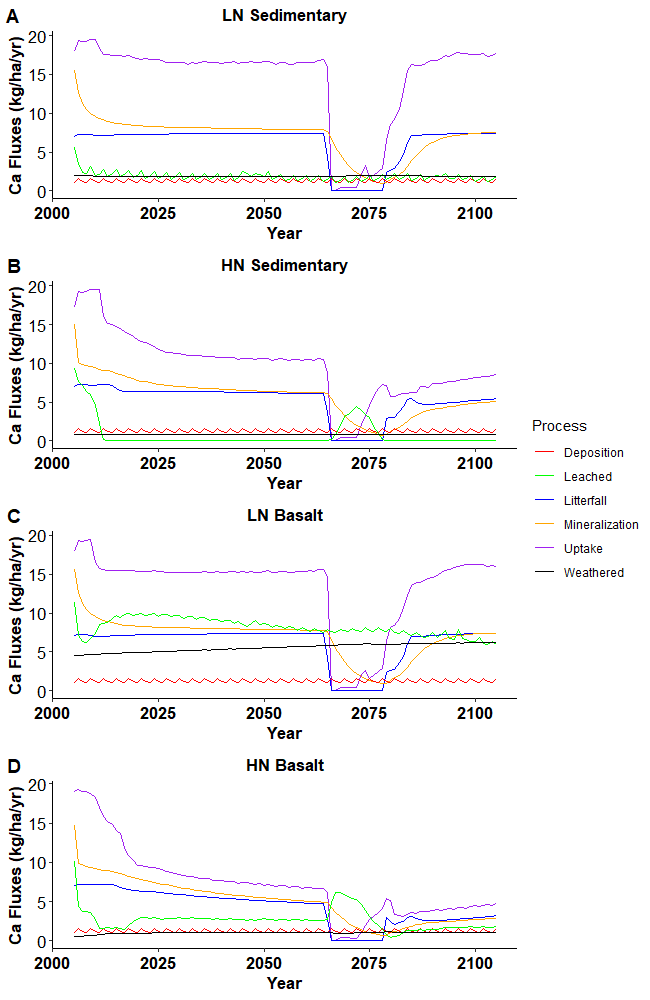 A
LN Sedimentary
Ca Fluxes (kg/ha/yr)
20
15
10
5
0
2000 2025 2050 2075 2100
Year
B
HN Sedimentary
Ca Fluxes (kg/ha/yr)
20
15
10
5
0
2000 2025 2050 2075 2100
Year
Process
Deposition
Leached
Litterfall
Mineralization
Uptake
Weathered
C
LN Basalt
Ca Fluxes (kg/ha/yr)
20
15
10
5
0
2000 2025 2050 2075 2100
Year
D
HN Basalt
Ca Fluxes (kg/ha/yr)
20
15
10
5
0
2000 2025 2050 2075 2100
Year